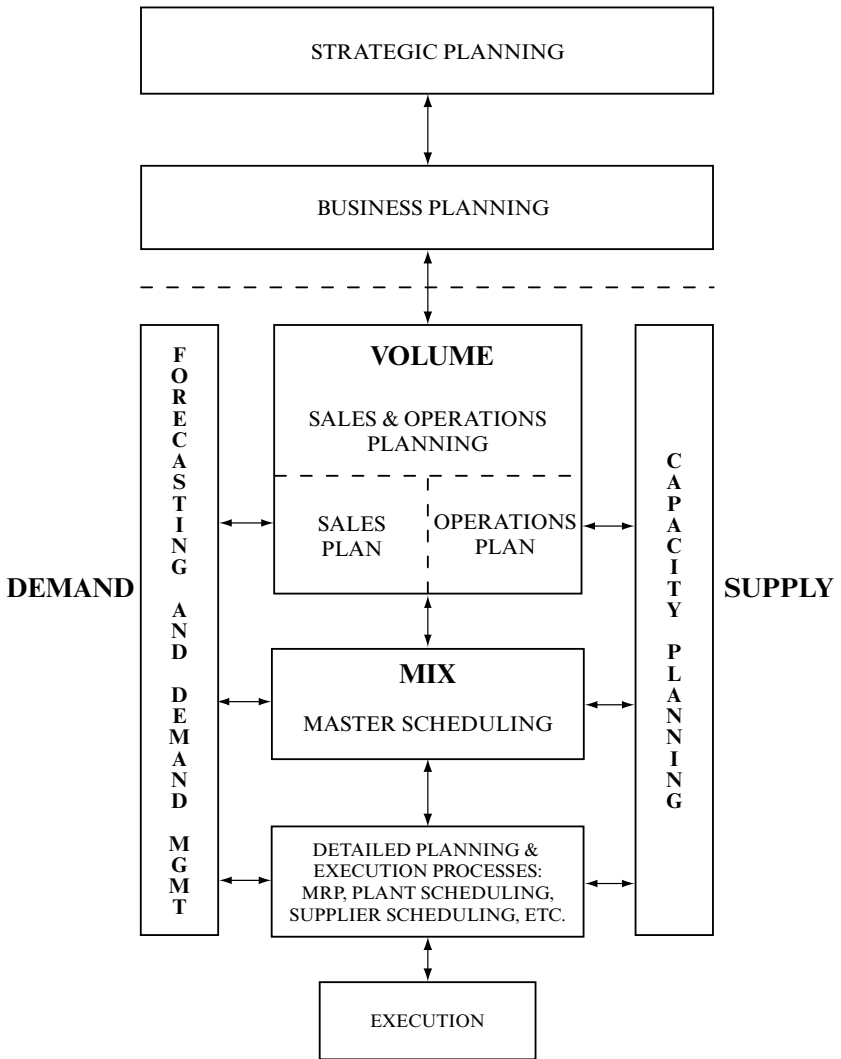 STRATEGIC PLANNING
BUSINESS PLANNING
VOLUME
SALES & OPERATIONS
PLANNING
SALES
PLAN
OPERATIONS
PLAN
DEMAND
FORECASTING AND DEMAND MGMT
CAPACITY PLANNING
SUPPLY
MIX
MASTER SCHEDULING
DETAILED PLANNING &
EXECUTION PROCESSES:
MRP, PLANT SCHEDULING,
SUPPLIER SCHEDULING, ETC.
EXECUTION